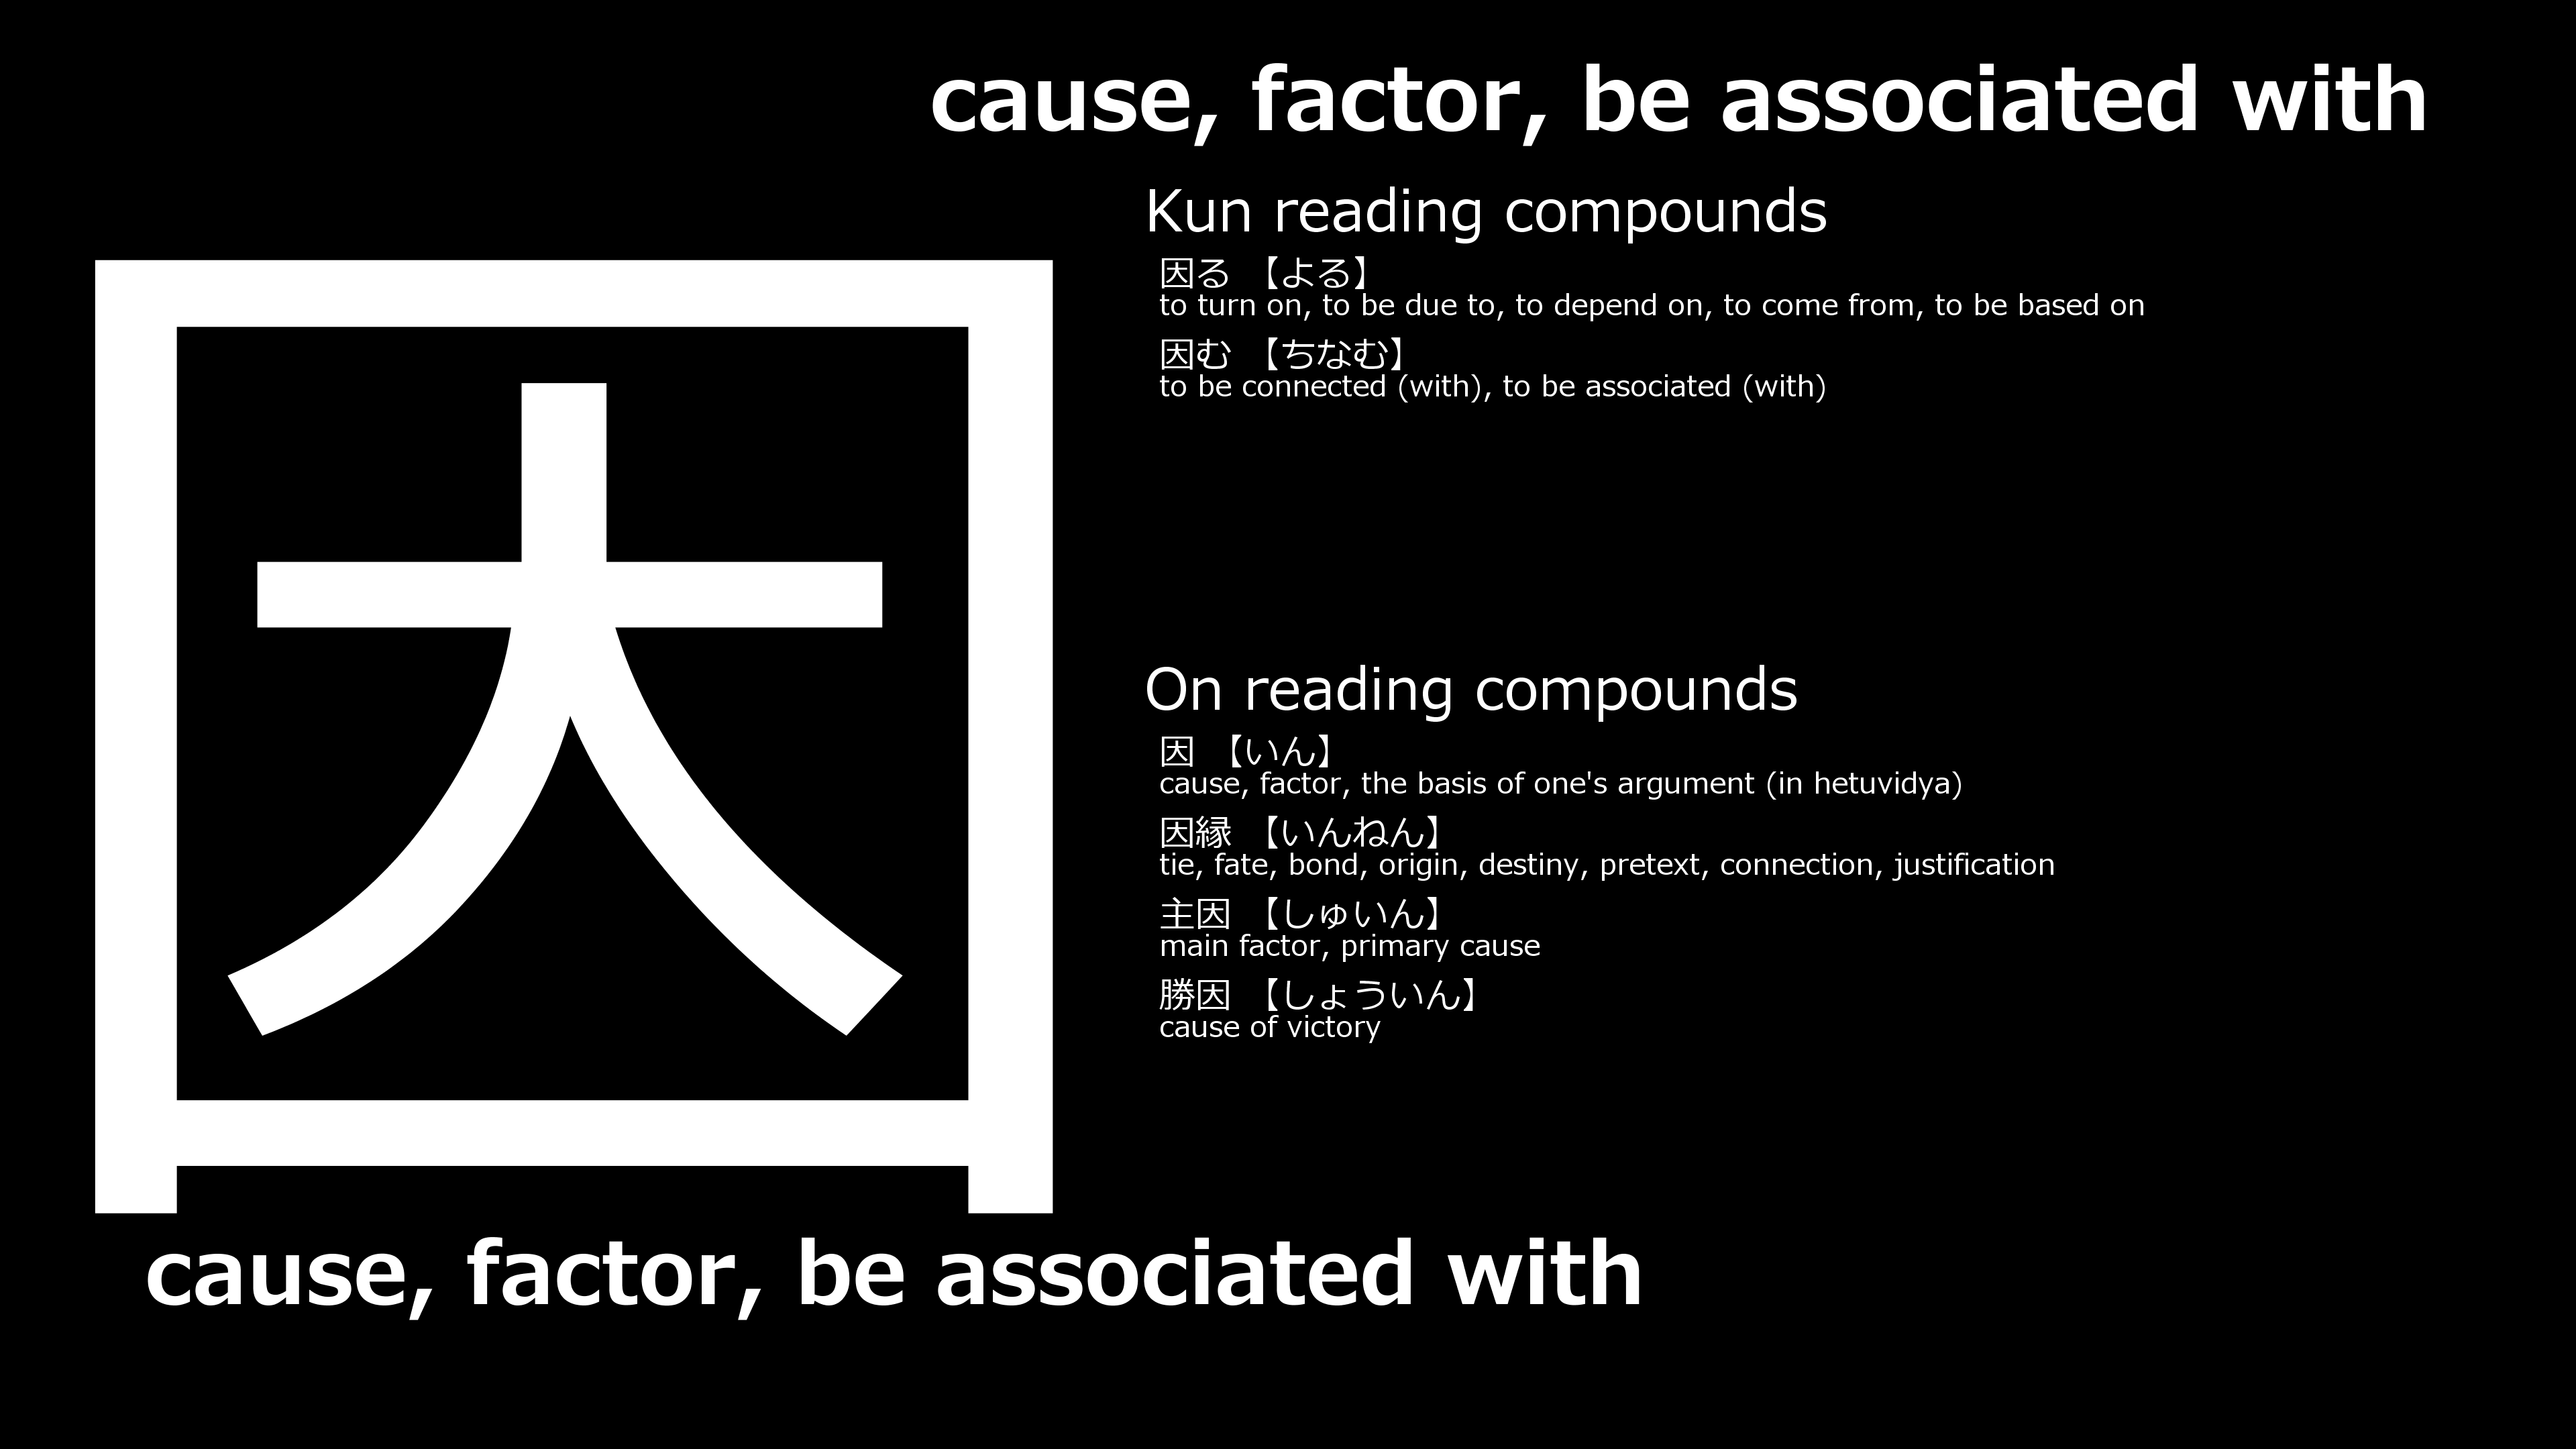 cause, factor, be associated with
因
Kun reading compounds
因る 【よる】
to turn on, to be due to, to depend on, to come from, to be based on
因む 【ちなむ】
to be connected (with), to be associated (with)
On reading compounds
因 【いん】
cause, factor, the basis of one's argument (in hetuvidya)
因縁 【いんねん】
tie, fate, bond, origin, destiny, pretext, connection, justification
主因 【しゅいん】
main factor, primary cause
勝因 【しょういん】
cause of victory
cause, factor, be associated with